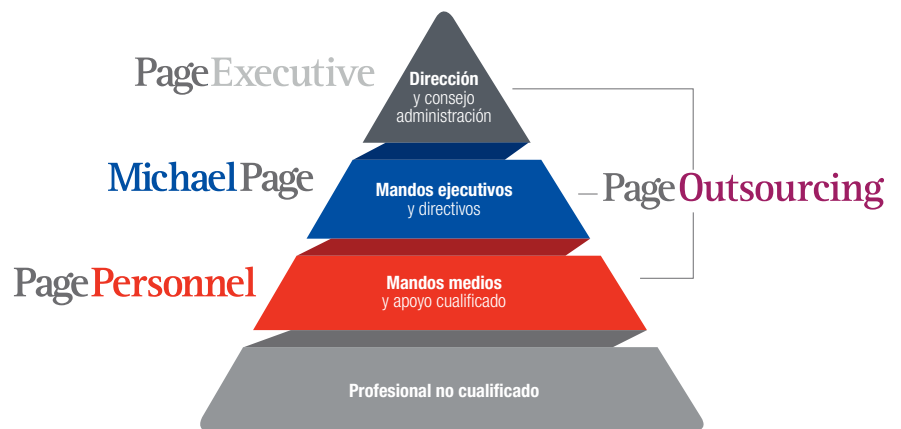 PageExecutive
Dirección
y consejo
administración
MichaelPage
Mandos ejecutivos
y directivos
PageOutsourcing
PagePersonnel
Mandos medios
y apoyo cualificado
Profesional no cualificado